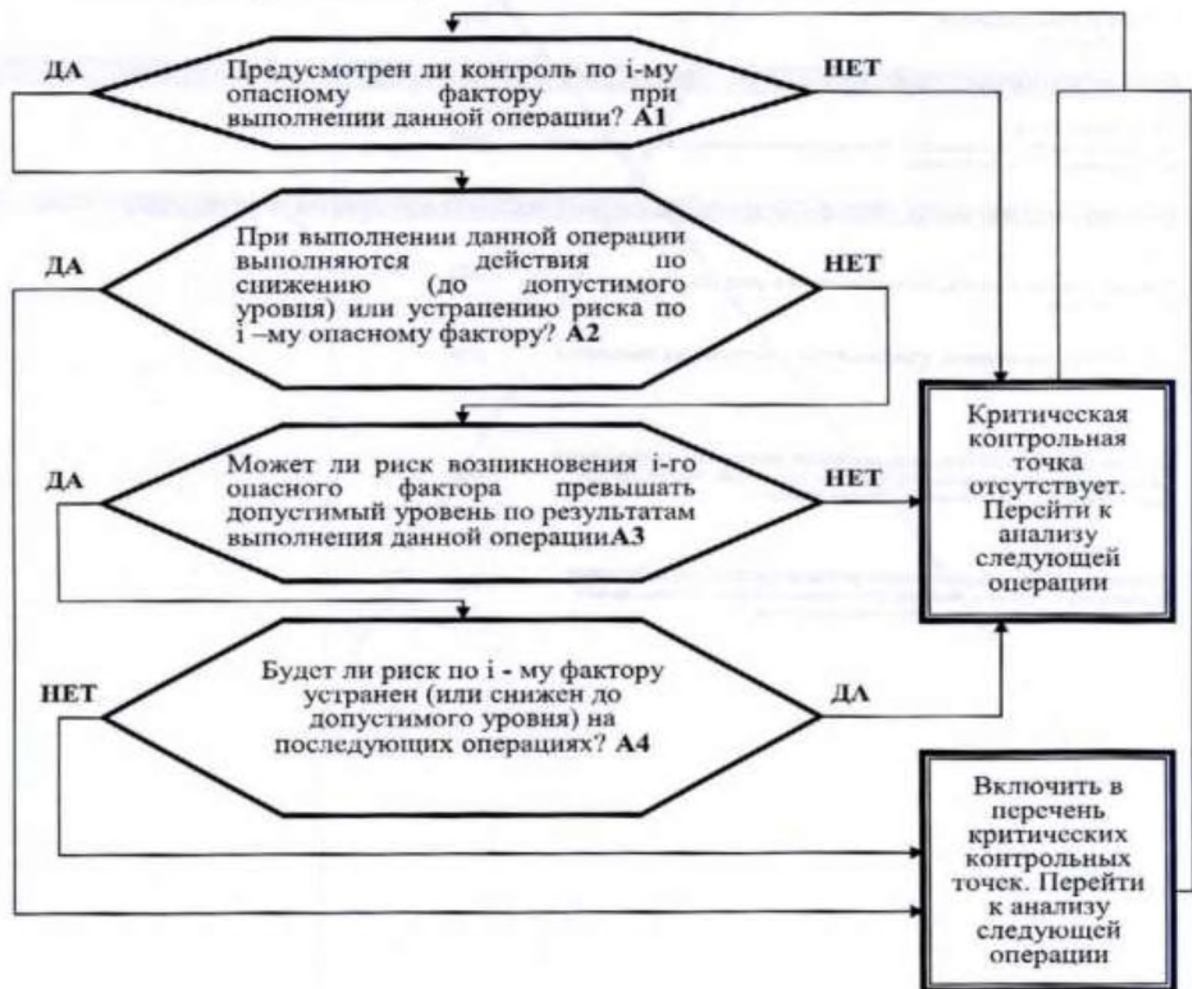 ДА
Предусмотрен ли контроль по i-му
опасному фактору при
выполнении данной операции? А1
НЕТ
ДА
При выполнении данной операции
выполняются действия по
снижению (до допустимого
уровня) или устранению риска по
i –му опасному фактору? А2
НЕТ
ДА
Может ли риск возникновения i-го
опасного фактора превышать
допустимый уровень по результатам
выполнения данной операцииА3
НЕТ
Критическая
контрольная
точка
отсутствует.
Перейти к
анализу
следующей
операции
НЕТ
Будет ли риск по i - му фактору
устранен (или снижен до
допустимого уровня) на
последующих операциях? А4
ДА
Включить в
перечень
критических
контрольных
точек. Перейти
к анализу
следующей
операции